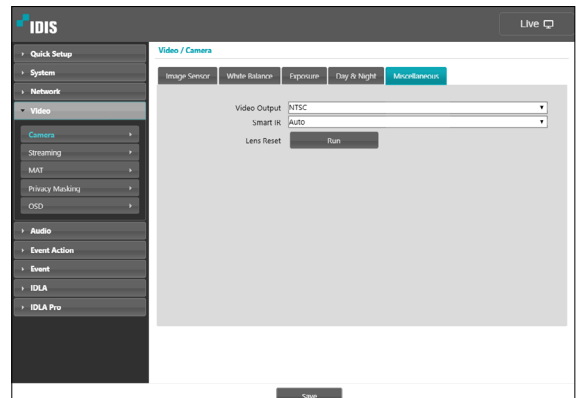 IDIS
Live
Quick Setup
System
Network
Video
Camera
Streaming
MAT
Privacy Masking
OSD
Audio
Event Action
Event
IDLA
IDLA Pro
Video / Camera
Image Sensor White Balance Exposure Day & Night Miscellaneous
Video Output NTSC
Smart IR Auto
Lens Reset Run
Save